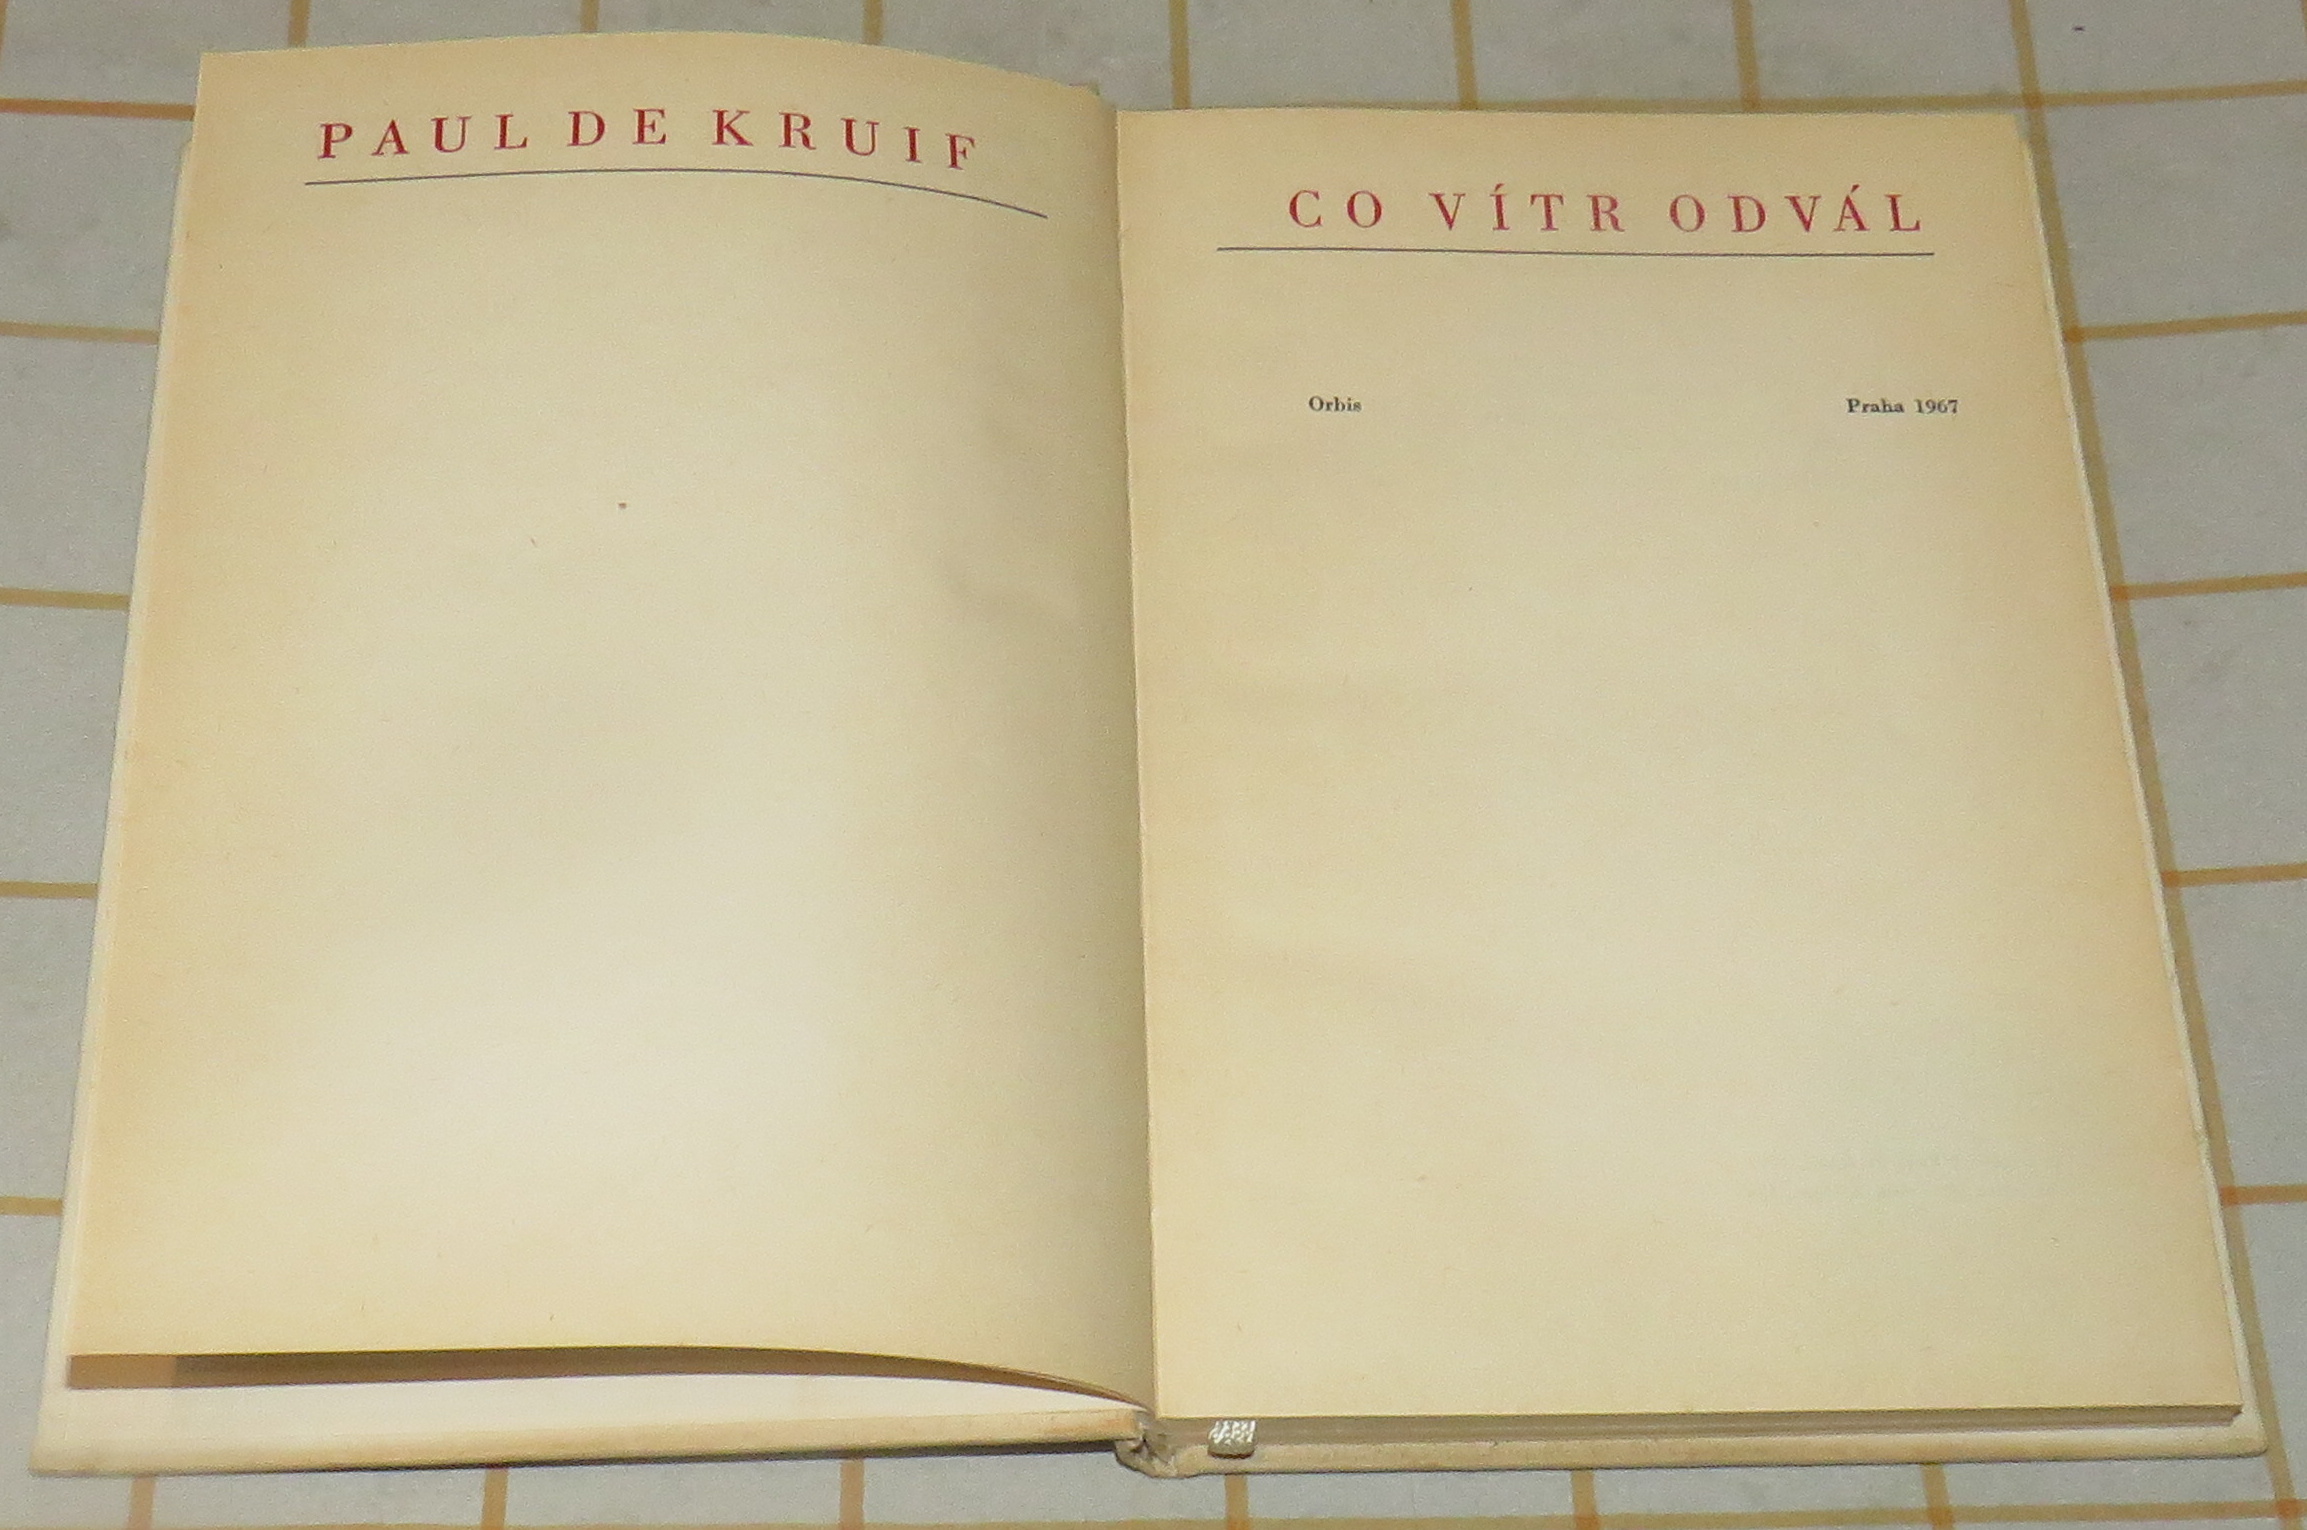 PAUL DE KRUIF
CO VÍTR ODVÁL
Orbis Praha 1967